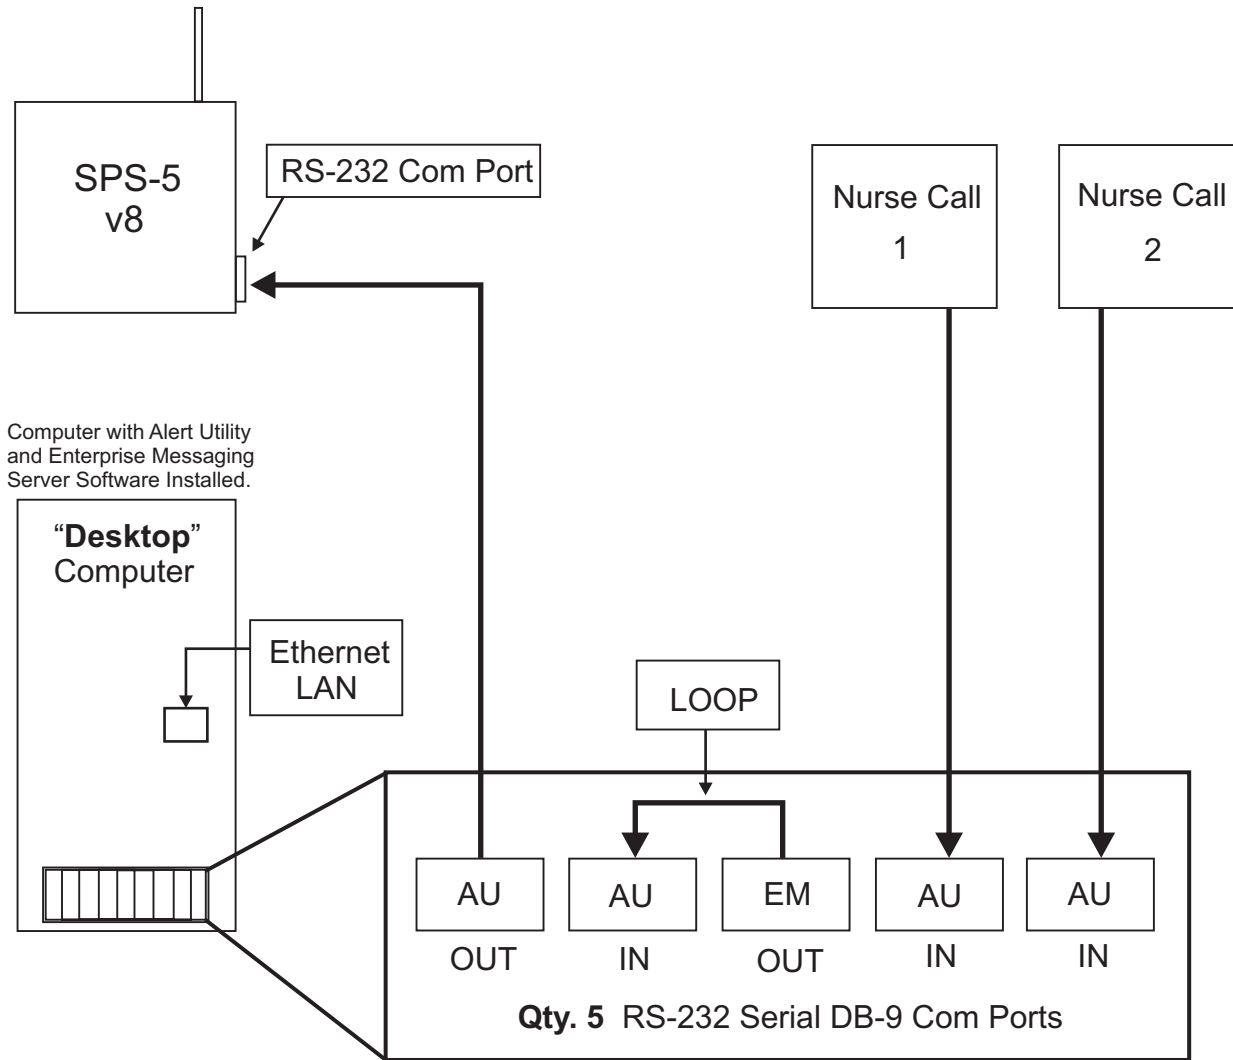 SPS-5
v8
RS-232 Com Port
Nurse Call
1
Nurse Call
2
Computer with Alert Utility
and Enterprise Messaging
Server Software Installed.
“Desktop”
Computer
Ethernet
LAN
LOOP
AU
AU
EM
AU
AU
OUT
IN
OUT
IN
IN
Qty. 5 RS-232 Serial DB-9 Com Ports